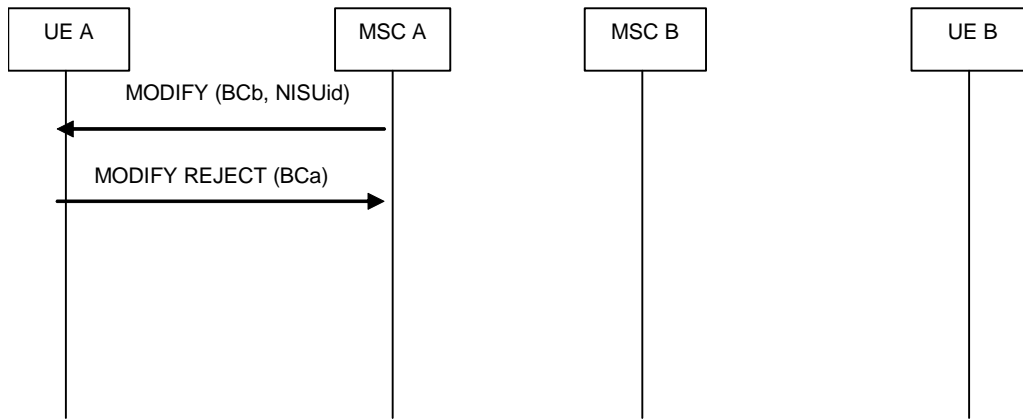 UE A
MSC A
MSC B
UE B
MODIFY (BCb, NISUid)
MODIFY REJECT (BCa)